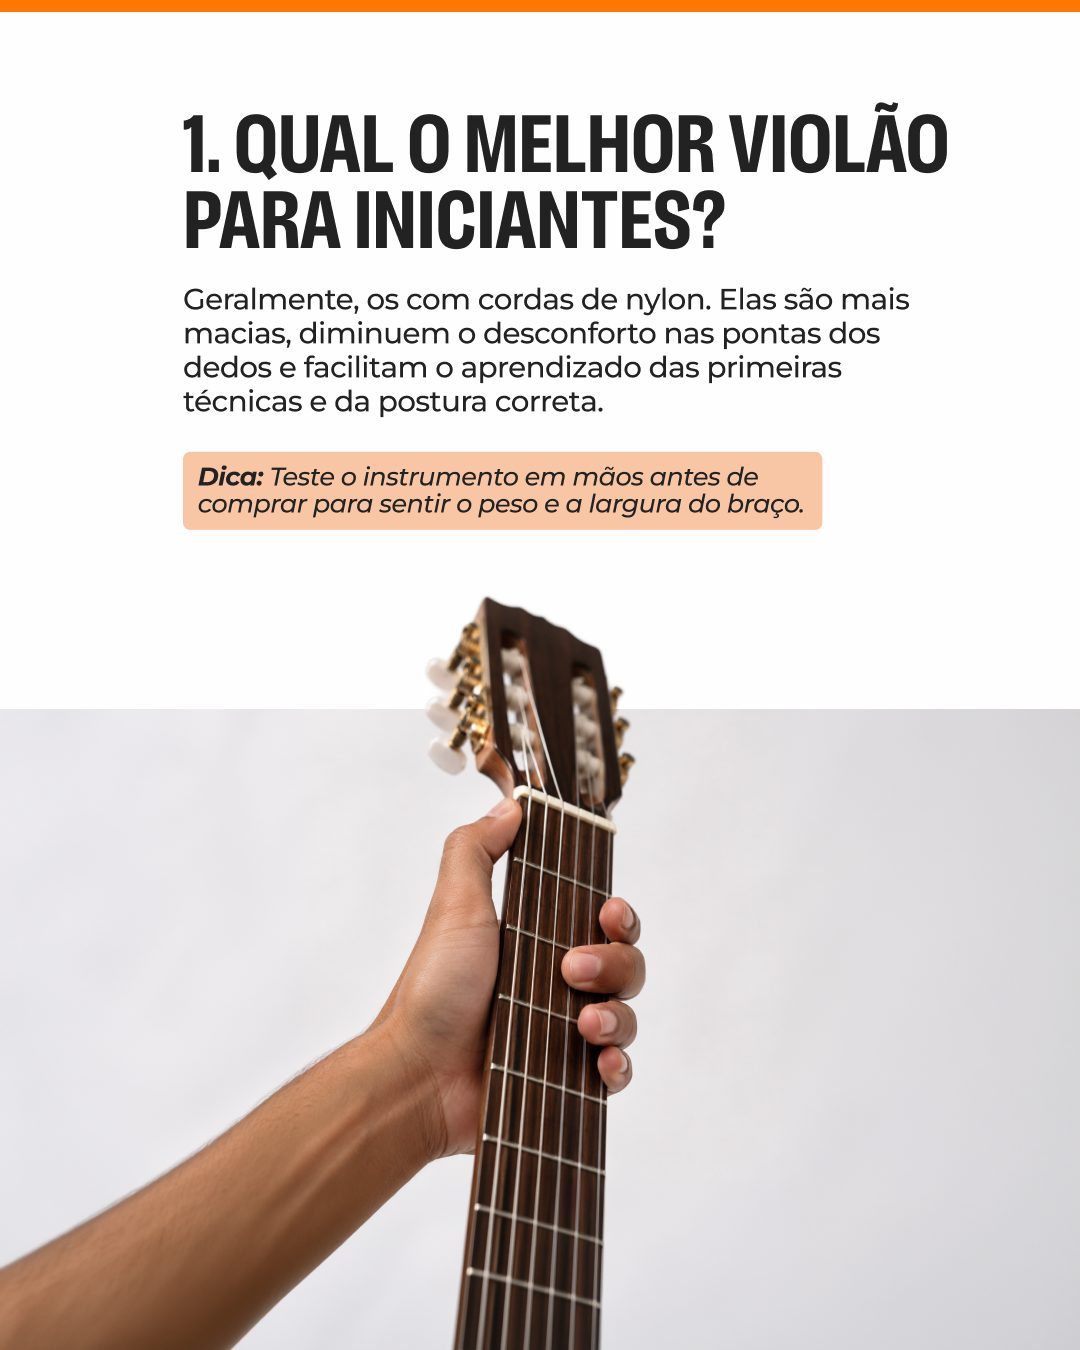 1. QUAL O MELHOR VIOLÃO
PARA INICIANTES?
Geralmente, os com cordas de nylon. Elas são mais
macias, diminuem o desconforto nas pontas dos
dedos e facilitam o aprendizado das primeiras
técnicas e da postura correta.
Dica: Teste o instrumento em mãos antes de
comprar para sentir o peso e a largura do braço.